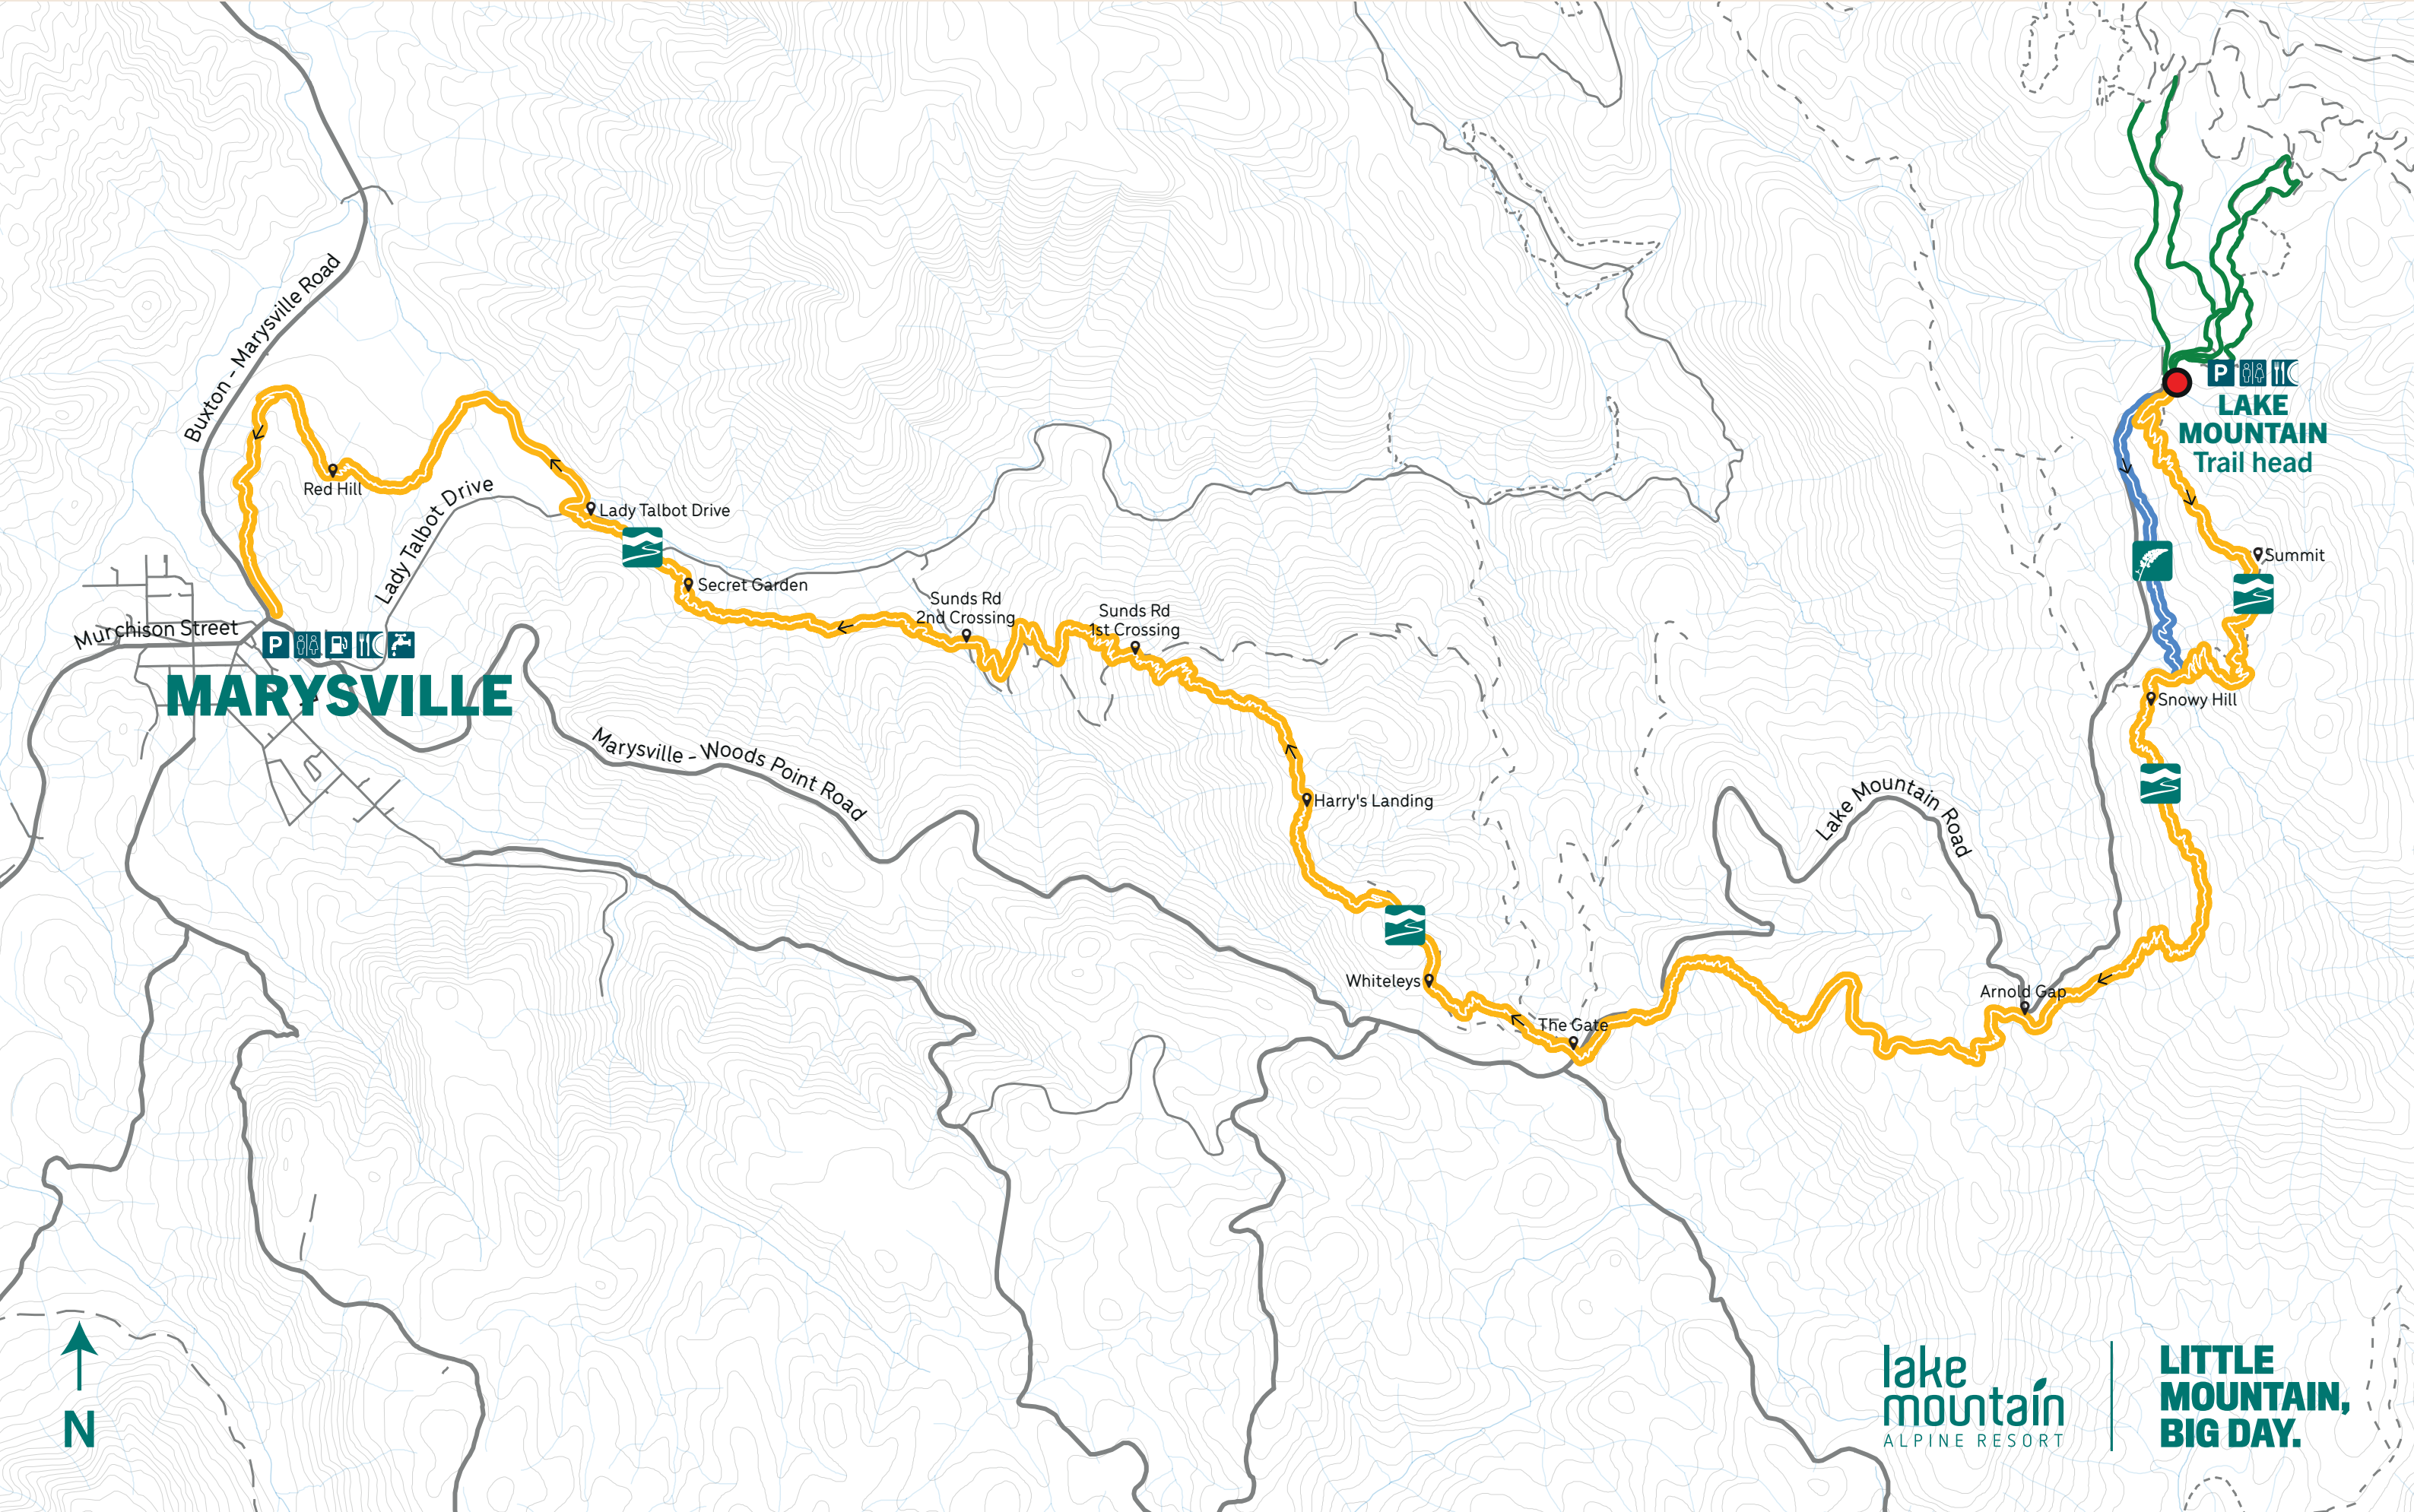 Buxton - Marysville Road
P
LAKE
MOUNTAIN
Trail head
Red Hill
Lady Talbot Drive
Lady Talbot Drive
Summit
Secret Garden
Sunds Rd
2nd Crossing
Sunds Rd
1st Crossing
Murchison Street
P
MARYSVILLE
Snowy Hill
Marysville - Woods Point Road
Harry's Landing
Lake Mountain Road
Whiteleys
Arnold Gap
The Gate
N
lake
mountain
ALPINE RESORT
LITTLE
MOUNTAIN,
BIG DAY.